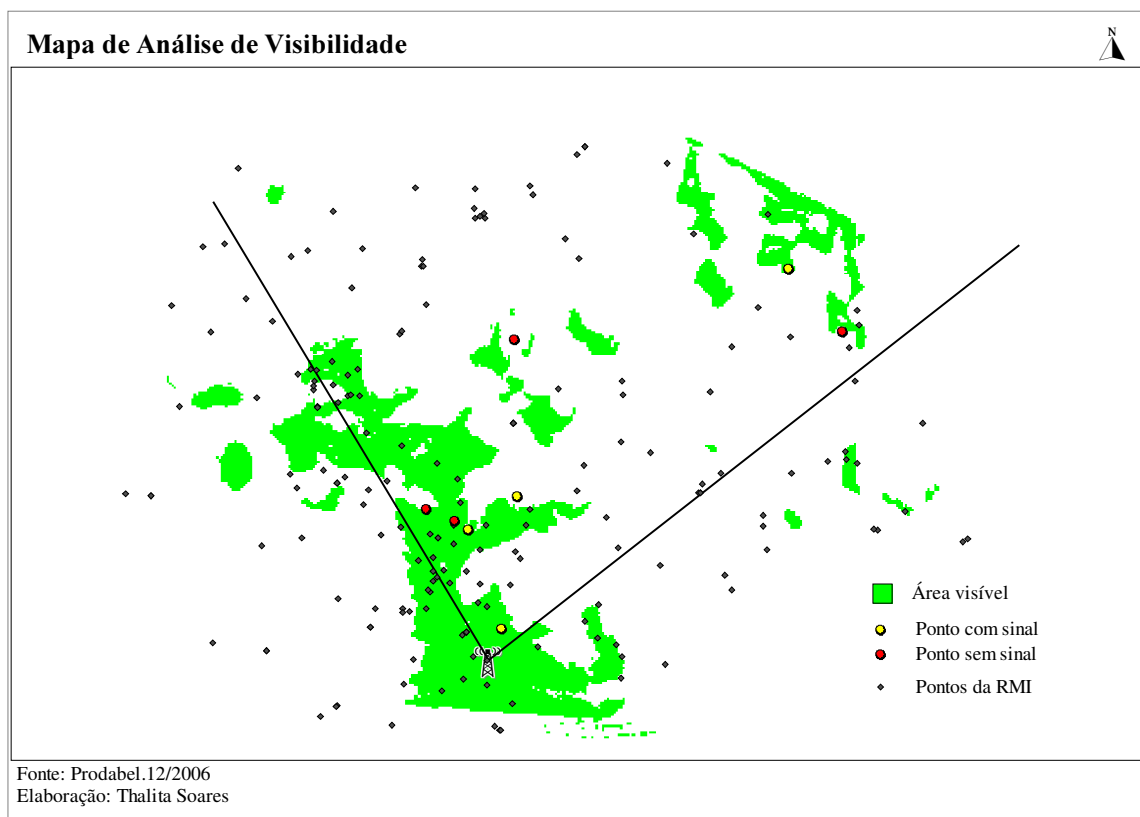 Mapa de Análise de Visibilidade
N
Área visível
Ponto com sinal
Ponto sem sinal
Pontos da RMI
Fonte: Prodabel.12/2006
Elaboração: Thalita Soares